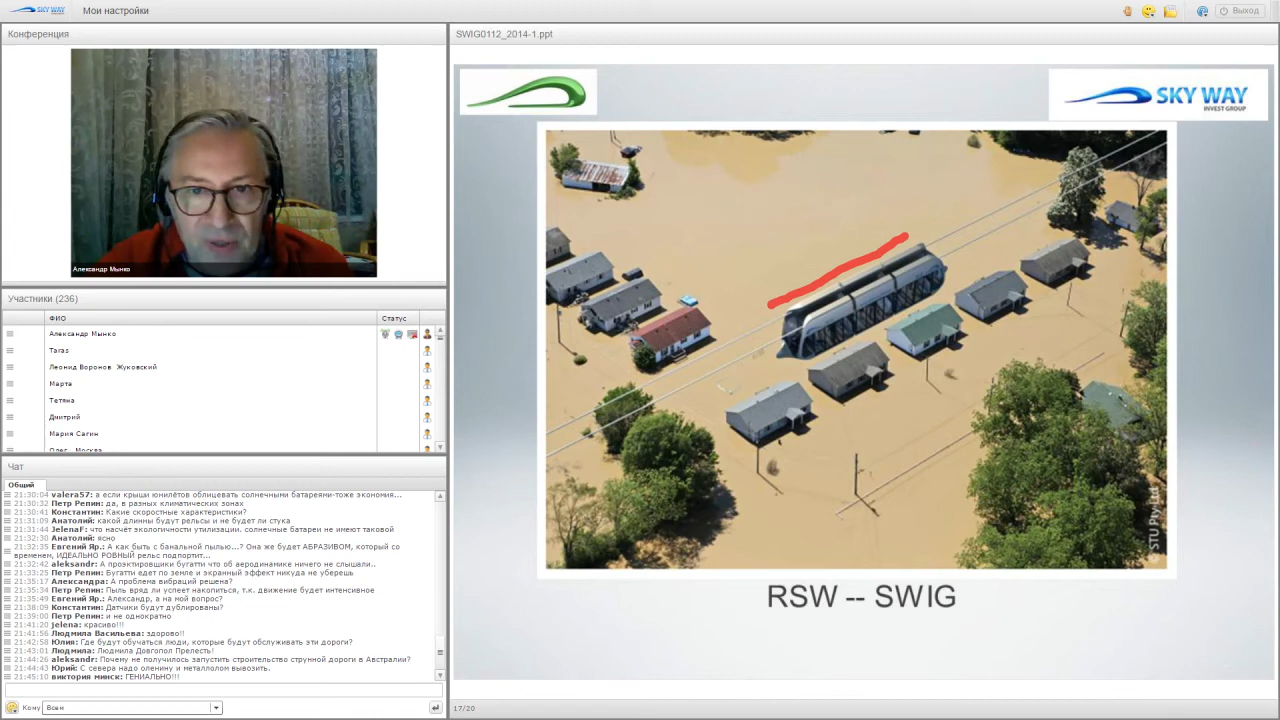 SKY WAY
Мои настройки
Выход
Конференция
Александр Мынко
Участники (236)
ФИО
Статус
Александр Мынко
Taras
Леонид Воронов Жуковский
Марта
Тетяна
Дмитрий
Мария Сагин
Чат
Общий
21:30:04 valera57: а если крыши юнилётов облицевать солнечными батареями-тоже экономия...
21:30:32 Петр Репин: да, в разных климатических зонах
21:30:41 Константин: Какие скоростные характеристики?
21:31:09 Анатолий: какой длинны будут рельсы и не будет ли стука
21:31:44 JelenaF: что насчёт экологичности утилизации. солнечные батареи не имеют таковой
21:32:30 Анатолий: ясно
21:32:35 Евгений Яр.: А как быть с банальной пылью...? Она же будет АБРАЗИВОМ, который со
временем, ИДЕАЛЬНО РОВНЫЙ рельс подпортит...
21:32:42 aleksandr: А проэктировщики бугатти что об аеродинамике ничего не слышали..
21:33:25 Петр Репин: Бугатти едет по земле и экранный эффект никуда не уберешь
21:35:17 Александра: А проблема вибраций решена?
21:35:34 Петр Репин: Пыль вряд ли успеет накопиться, т.к. движение будет интенсивное
21:35:49 Евгений Яр.: Александр, а на мой вопрос?
21:38:09 Константин: Датчики будут дублированы?
21:39:00 Петр Репин: и не однократно
21:41:20 jelena: красиво!!!
21:41:56 Людмила Васильева: здорово!!
21:42:58 Юлия: Где будут обучаться люди, которые будут обслуживать эти дороги?
21:43:01 Людмила: Людмила Довгопол Прелесть!
21:44:26 aleksandr: Почему не получилось запустить строительство струнной дороги в Австралии?
21:44:43 Юрий: С севера надо оленину и металлолом вывозить.
21:45:10 виктория минск: ГЕНИАЛЬНО!!!
Кому
Всем
SWIG0112_2014-1.ppt
SKY WAY
INVEST GROUP
RSW -- SWIG
17/20